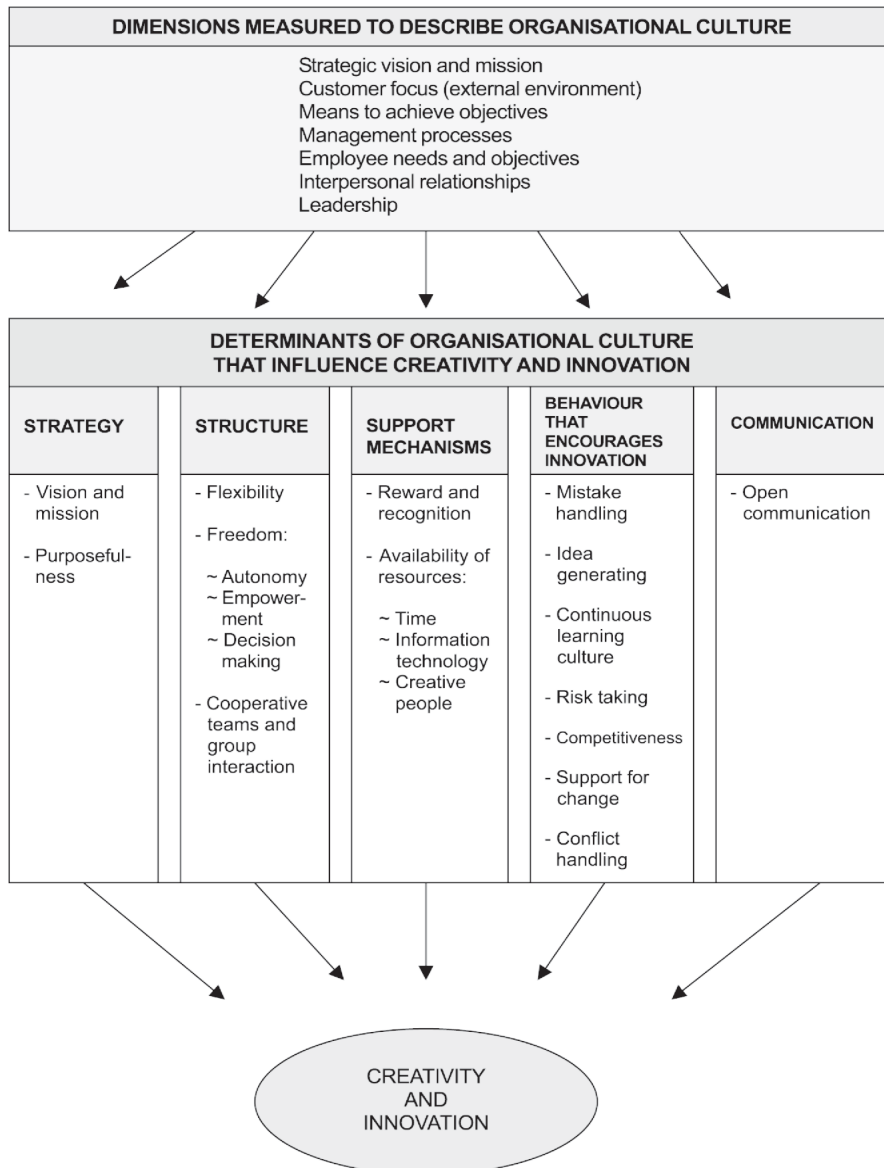 DIMENSIONS MEASURED TO DESCRIBE ORGANISATIONAL CULTURE
Strategic vision and mission
Customer focus (external environment)
Means to achieve objectives
Management processes
Employee needs and objectives
Interpersonal relationships
Leadership
DETERMINANTS OF ORGANISATIONAL CULTURE
THAT INFLUENCE CREATIVITY AND INNOVATION
STRATEGY
- Vision and
mission
- Purposeful-
ness
STRUCTURE
- Flexibility
- Freedom:
~ Autonomy
~ Empower-
ment
~ Decision
making
- Cooperative
teams and
group
interaction
SUPPORT
MECHANISMS
- Reward and
recognition
- Availability of
resources:
~ Time
~ Information
technology
~ Creative
people
BEHAVIOUR
THAT
ENCOURAGES
INNOVATION
- Mistake
handling
- Idea
generating
- Continuous
learning
culture
- Risk taking
- Competitiveness
- Support for
change
- Conflict
handling
COMMUNICATION
- Open
communication
CREATIVITY
AND
INNOVATION